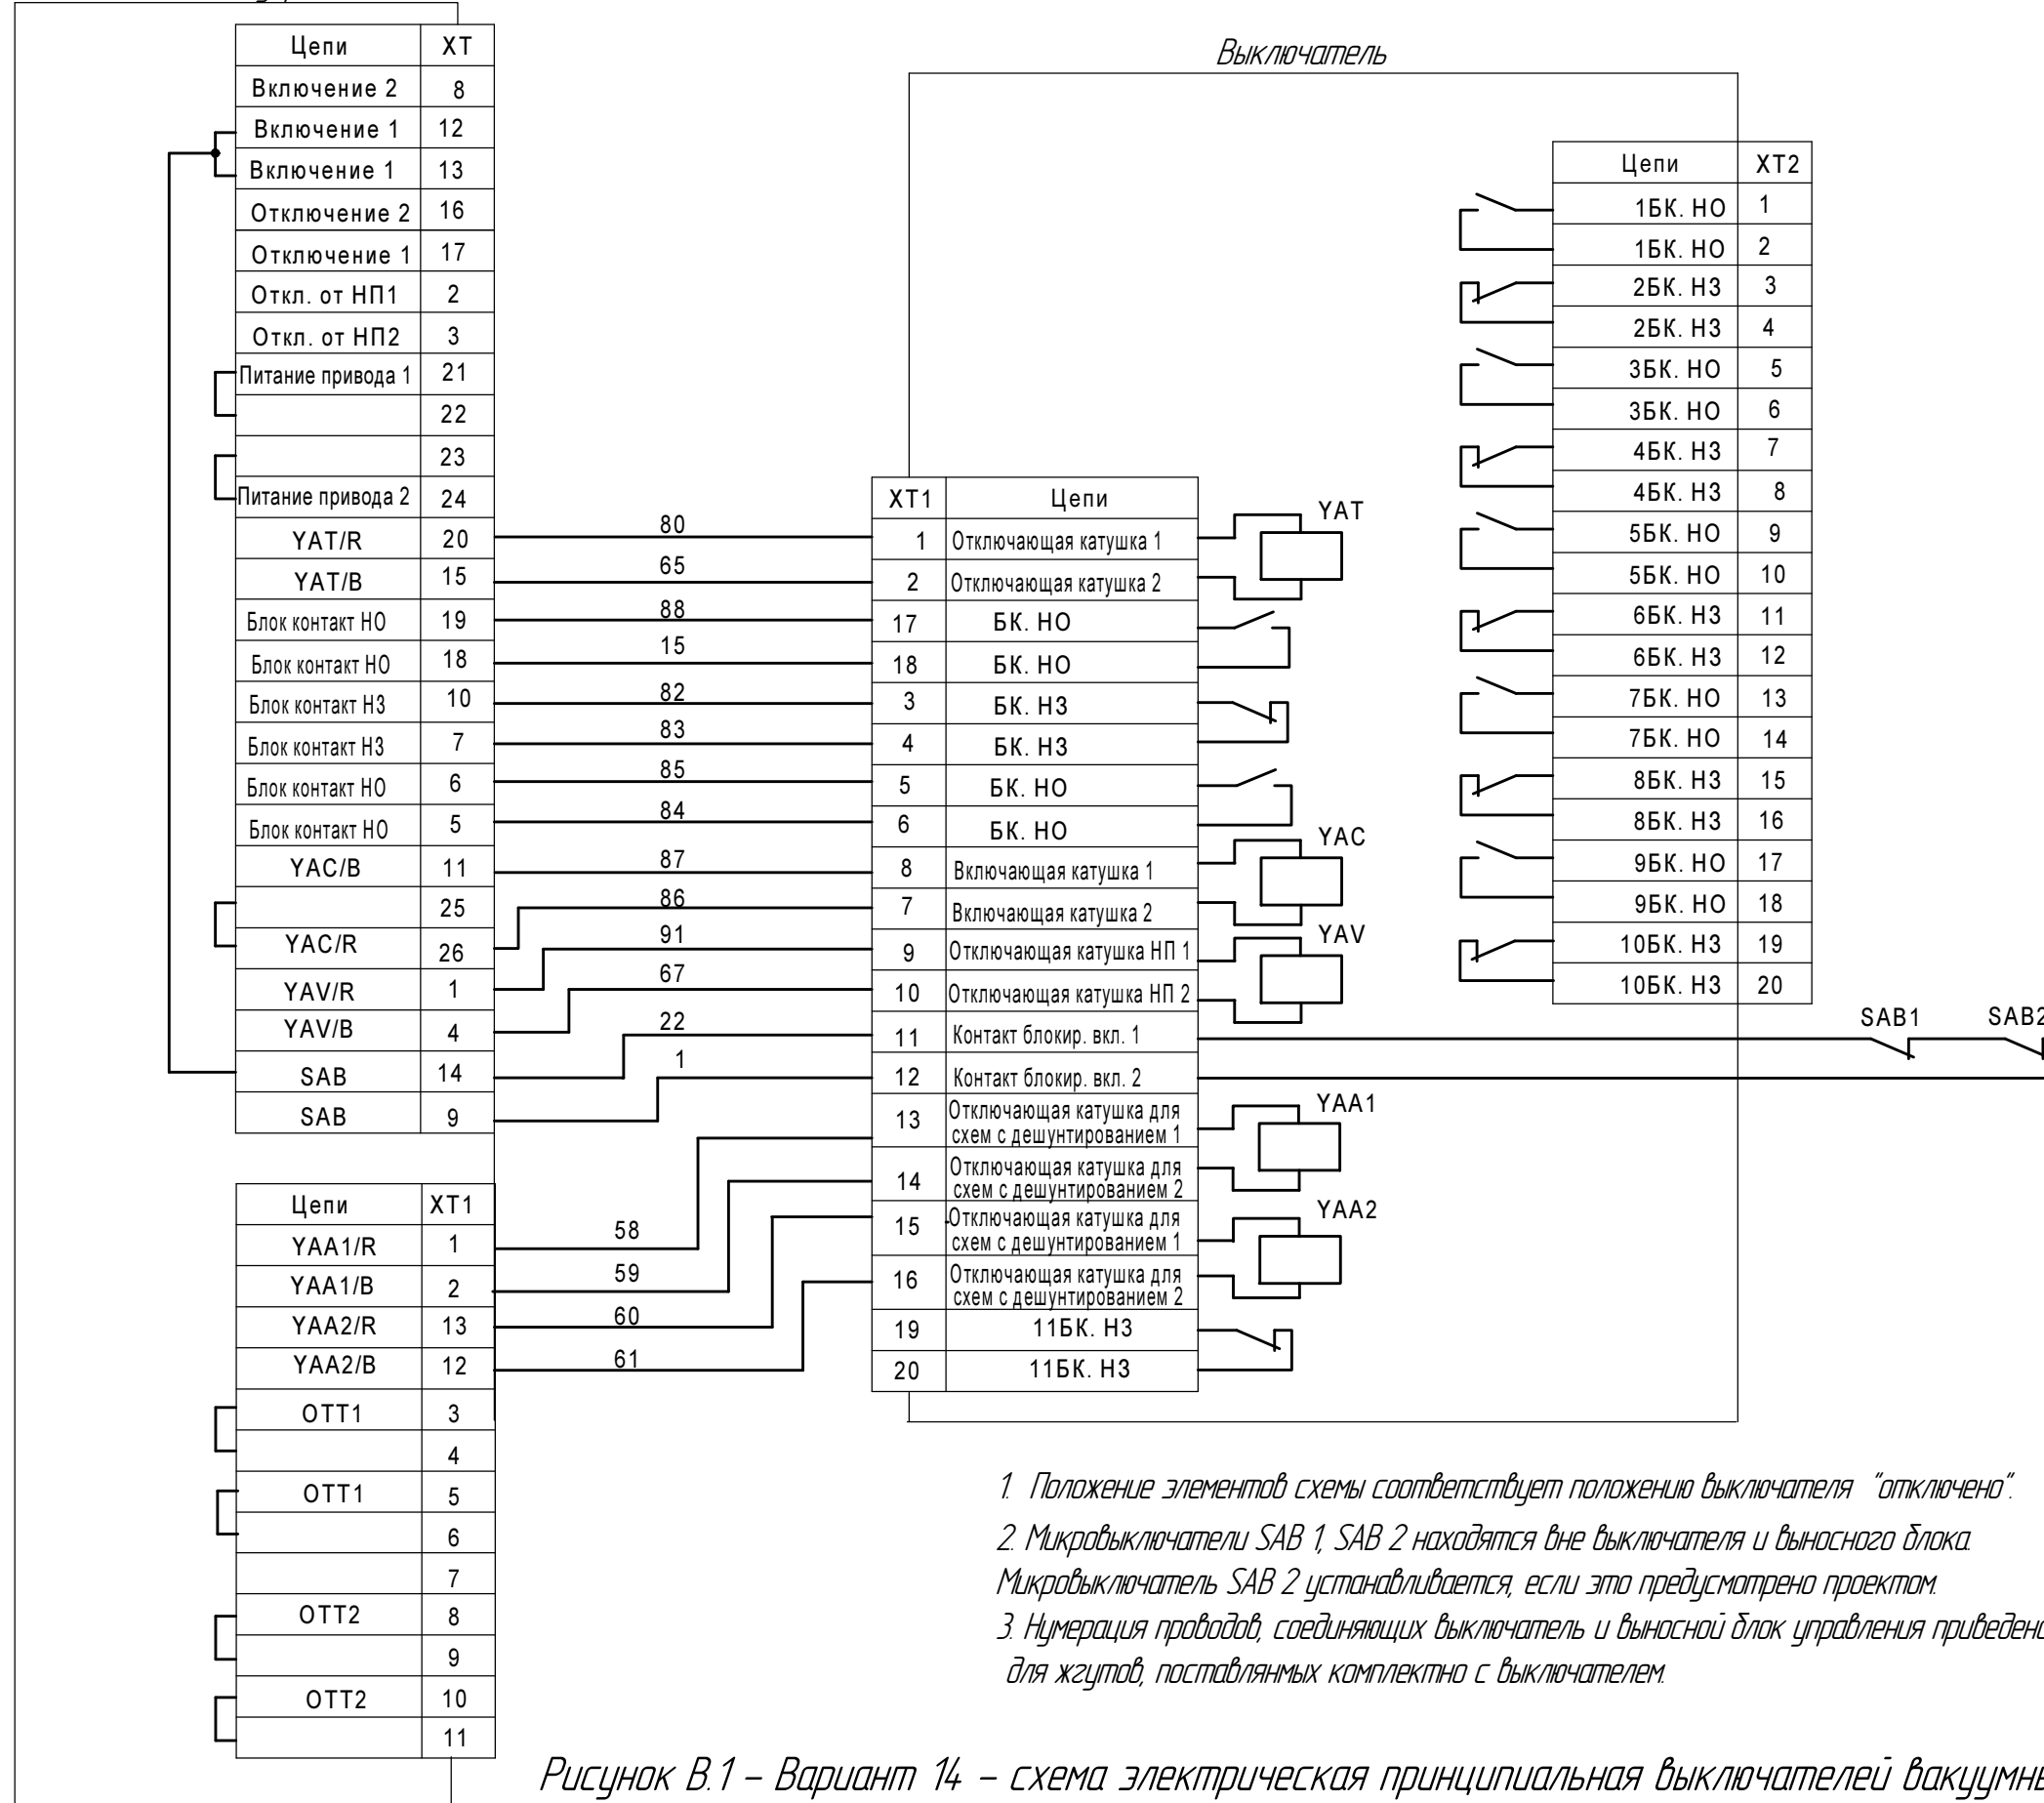 Выключатель
Цепи XT
Включение 2 8
Включение 1 12
Включение 1 13
Отключение 2 16
Отключение 1 17
Откл. от НП1 2
Откл. от НП2 3
Питание привода 1 21
22
23
Питание привода 2 24
YAT/R 20
YAT/B 15
Блок контакт НО 19
Блок контакт НО 18
Блок контакт НЗ 10
Блок контакт НЗ 7
Блок контакт НО 6
Блок контакт НО 5
YAC/B 11
25
YAC/R 26
YAV/R 1
YAV/B 4
SAB 14
SAB 9
80
65
88
15
82
83
85
84
87
86
91
67
22
1
Цепи XT1
YAA1/R 1
YAA1/B 2
YAA2/R 13
YAA2/B 12
ОТТ1 3
4
ОТТ1 5
6
7
ОТТ2 8
9
ОТТ2 10
11
58
59
60
61
XT1 Цепи
1 Отключающая катушка 1
2 Отключающая катушка 2
17 БК. НО
18 БК. НО
3 БК. НЗ
4 БК. НЗ
5 БК. НО
6 БК. НО
8 Включающая катушка 1
7 Включающая катушка 2
9 Отключающая катушка НП 1
10 Отключающая катушка НП 2
11 Контакт блокир. вкл. 1
12 Контакт блокир. вкл. 2
13 Отключающая катушка для
схем с дешунтированием 1
14 Отключающая катушка для
схем с дешунтированием 2
15 Отключающая катушка для
схем с дешунтированием 1
16 Отключающая катушка для
схем с дешунтированием 2
19 11БК. НЗ
20 11БК. НЗ
YAT
YAC
YAV
YAA1
YAA2
Цепи XT2
1БК. НО 1
1БК. НО 2
2БК. НЗ 3
2БК. НЗ 4
3БК. НО 5
3БК. НО 6
4БК. НЗ 7
4БК. НЗ 8
5БК. НО 9
5БК. НО 10
6БК. НЗ 11
6БК. НЗ 12
7БК. НО 13
7БК. НО 14
8БК. НЗ 15
8БК. НЗ 16
9БК. НО 17
9БК. НО 18
10БК. НЗ 19
10БК. НЗ 20
SAB1 SAB2
1. Положение элементов схемы соответствует положению выключателя "отключено".
2. Микровыключатели SAB 1, SAB 2 находятся вне выключателя и выносного блока.
Микровыключатель SAB 2 устанавливается, если это предусмотрено проектом.
3. Нумерация проводов, соединяющих выключатель и выносной блок управления приведена
для жгутов, поставлянмых комплектно с выключателем.
Рисунок В.1 – Вариант 14 – схема электрическая принципиальная выключателей